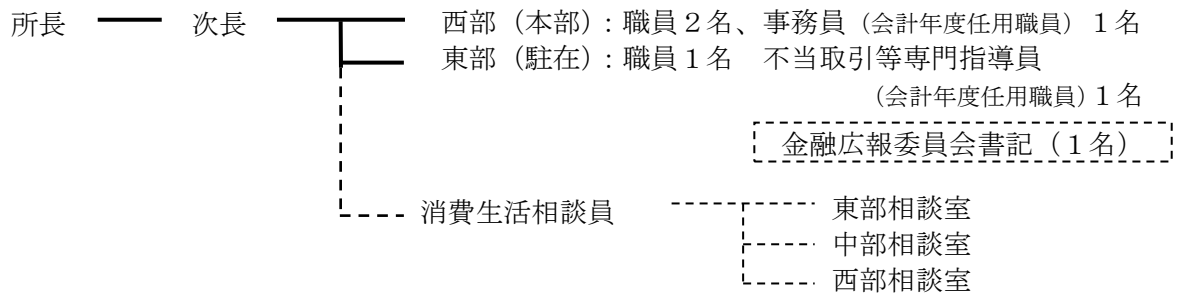 所長 次長 西部（本部）：職員２名、事務員（会計年度任用職員）１名
東部（駐在）：職員１名 不当取引等専門指導員
（会計年度任用職員）１名
金融広報委員会書記（１名）
消費生活相談員 東部相談室
中部相談室
西部相談室